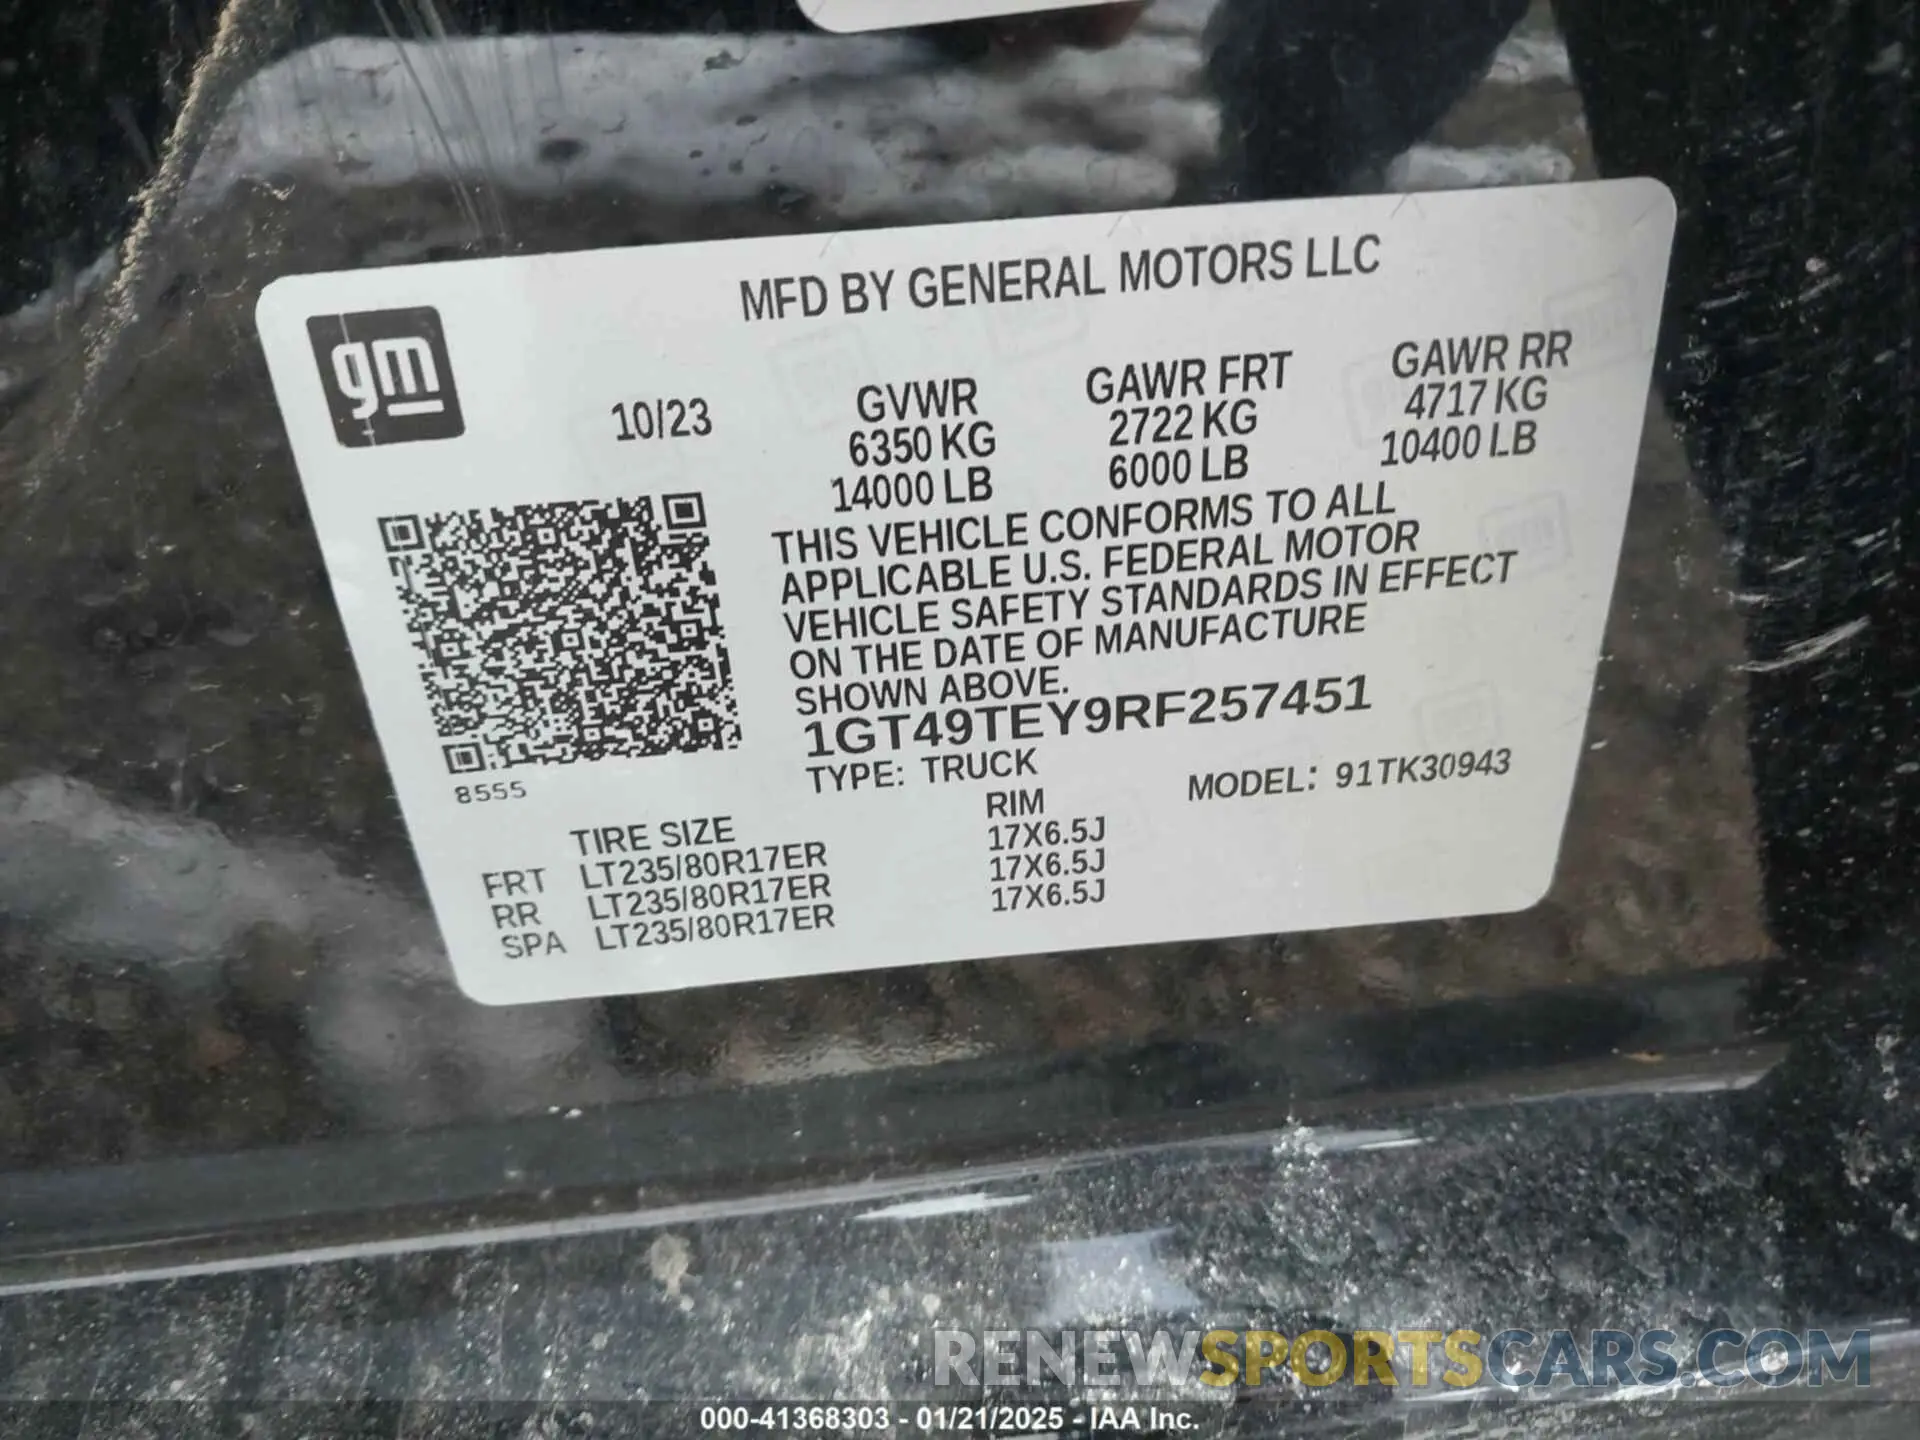 MFD BY GENERAL MOTORS LLC
gm
10/23
GVWR
6350 KG
14000 LB
GAWR FRT
2722 KG
6000 LB
GAWR RR
4717 KG
10400 LB
THIS VEHICLE CONFORMS TO ALL
APPLICABLE U.S. FEDERAL MOTOR
VEHICLE SAFETY STANDARDS IN EFFECT
ON THE DATE OF MANUFACTURE
SHOWN ABOVE.
1GT49TEY9RF257451
TYPE: TRUCK
MODEL: 91TK30943
8555
TIRE SIZE RIM
FRT LT235/80R17ER 17X6.5J
RR LT235/80R17ER 17X6.5J
SPA LT235/80R17ER 17X6.5J
RENEWSPORTSCARS.COM
000-41368303 - 01/21/2025 - IAA Inc.